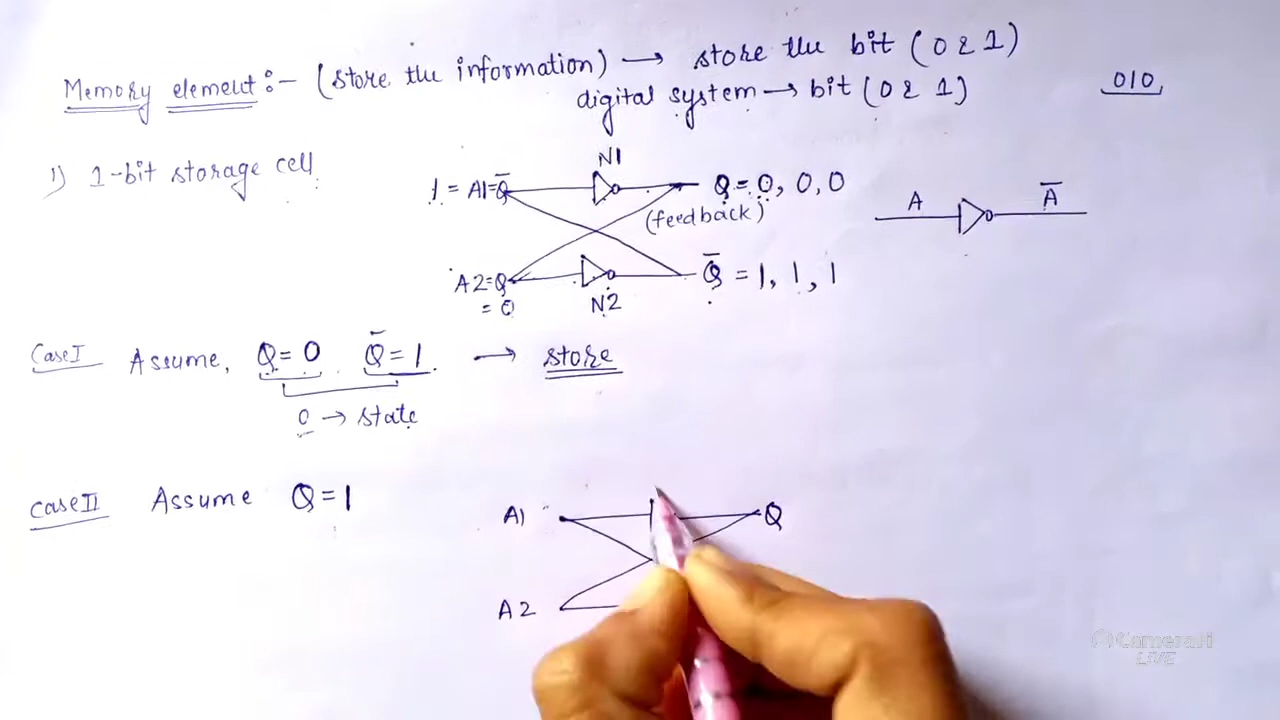 Memory element :- (store the information) → store the bit (0 & 1)
digital system → bit (0 & 1)
010
1) 1-bit storage cell
N1
1 = A1 = Q̅
Q = 0, 0, 0
(feedback)
A
A̅
A2 = Q
= 0
N2
Q̅ = 1, 1, 1
Case I Assume, Q = 0 Q̅ = 1 → store
0 → state
case II Assume Q = 1
A1
Q
A2
CameraFi
LIVE